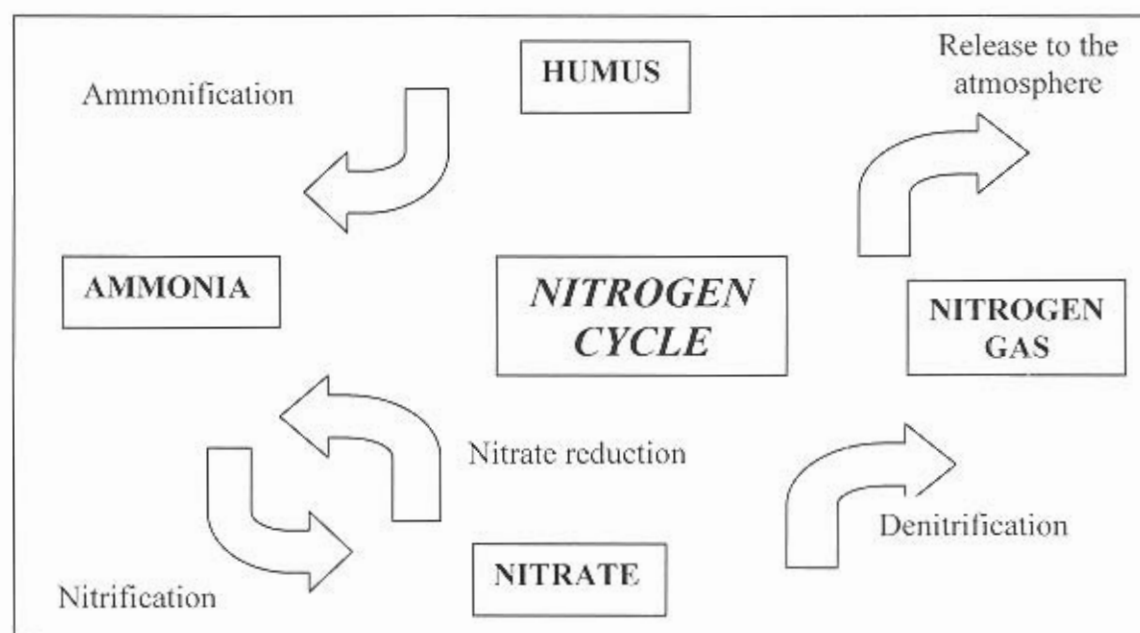 HUMUS
Release to the
atmosphere
Ammonification
AMMONIA
NITROGEN
CYCLE
NITROGEN
GAS
Nitrate reduction
Denitrification
NITRATE
Nitrification